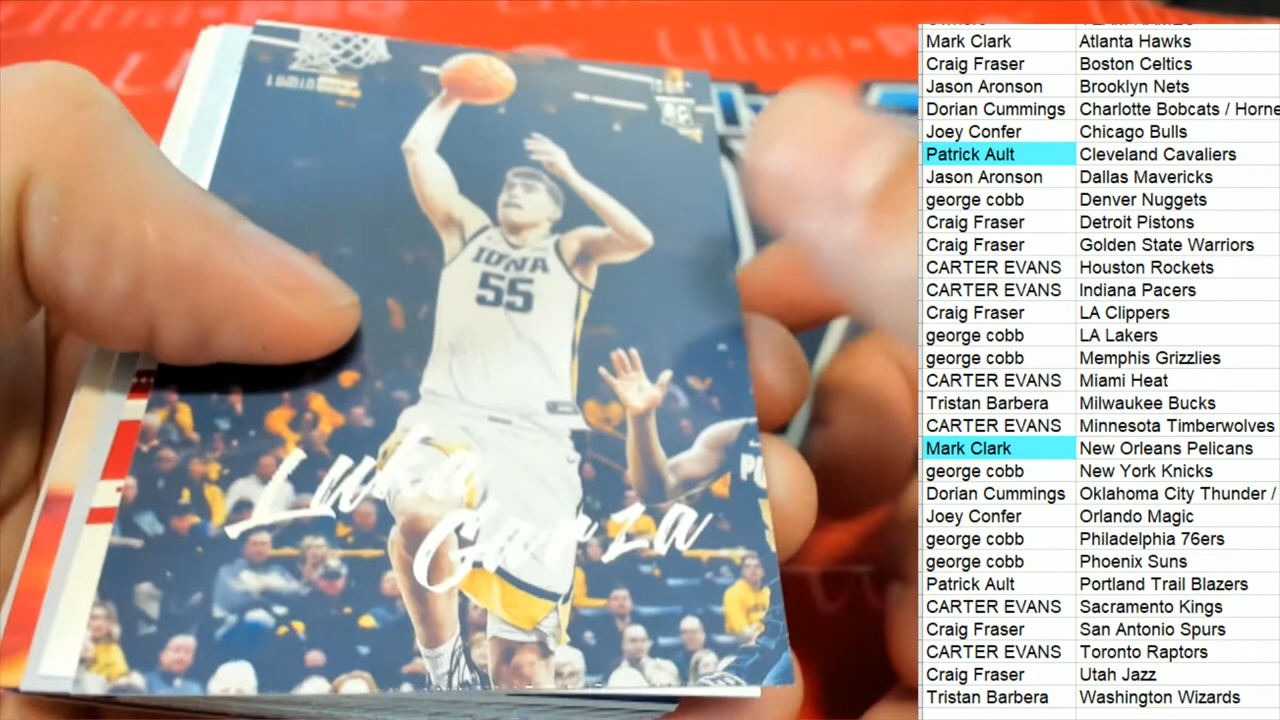 Mark Clark Atlanta Hawks
Craig Fraser Boston Celtics
Jason Aronson Brooklyn Nets
Dorian Cummings Charlotte Bobcats / Horne
Joey Confer Chicago Bulls
Patrick Ault Cleveland Cavaliers
Jason Aronson Dallas Mavericks
george cobb Denver Nuggets
Craig Fraser Detroit Pistons
Craig Fraser Golden State Warriors
CARTER EVANS Houston Rockets
CARTER EVANS Indiana Pacers
Craig Fraser LA Clippers
george cobb LA Lakers
george cobb Memphis Grizzlies
CARTER EVANS Miami Heat
Tristan Barbera Milwaukee Bucks
CARTER EVANS Minnesota Timberwolves
Mark Clark New Orleans Pelicans
george cobb New York Knicks
Dorian Cummings Oklahoma City Thunder /
Joey Confer Orlando Magic
george cobb Philadelphia 76ers
george cobb Phoenix Suns
Patrick Ault Portland Trail Blazers
CARTER EVANS Sacramento Kings
Craig Fraser San Antonio Spurs
CARTER EVANS Toronto Raptors
Craig Fraser Utah Jazz
Tristan Barbera Washington Wizards
IOWA
55
Luka
Garza